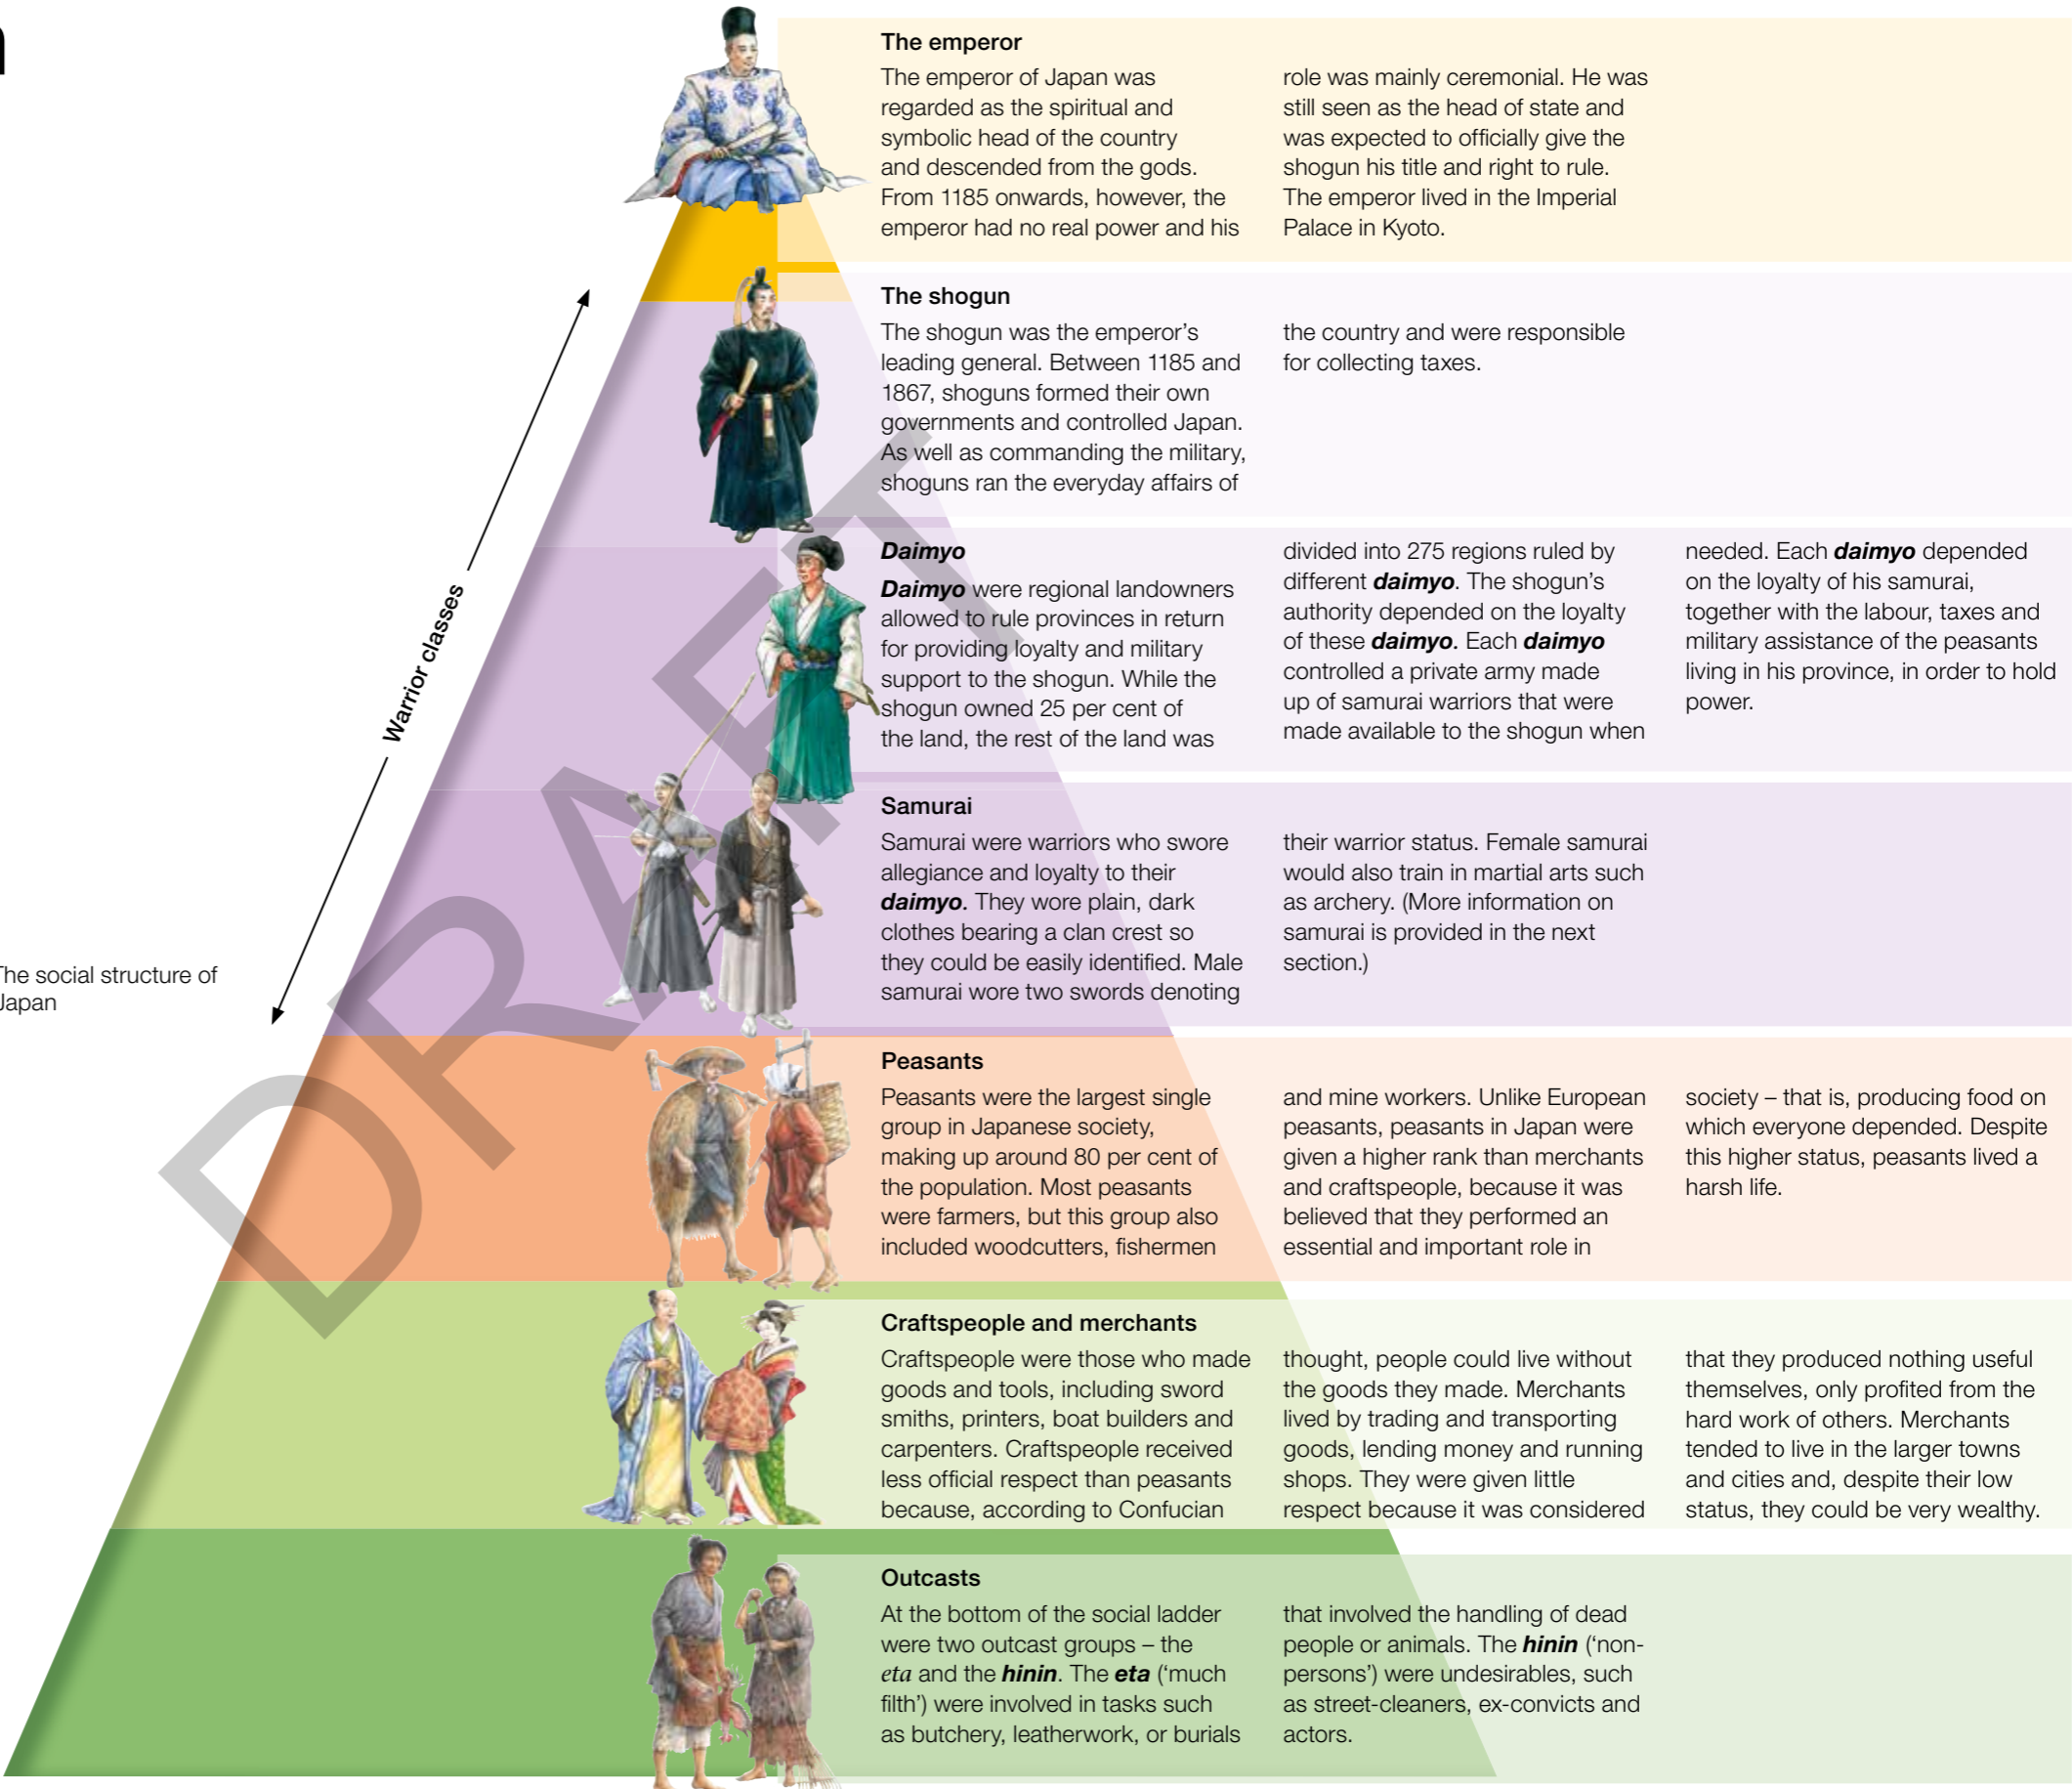 The emperor
The emperor of Japan was
regarded as the spiritual and
symbolic head of the country
and descended from the gods.
From 1185 onwards, however, the
emperor had no real power and his
role was mainly ceremonial. He was
still seen as the head of state and
was expected to officially give the
shogun his title and right to rule.
The emperor lived in the Imperial
Palace in Kyoto.
The shogun
The shogun was the emperor’s
leading general. Between 1185 and
1867, shoguns formed their own
governments and controlled Japan.
As well as commanding the military,
shoguns ran the everyday affairs of
the country and were responsible
for collecting taxes.
Warrior classes
Daimyo
Daimyo were regional landowners
allowed to rule provinces in return
for providing loyalty and military
support to the shogun. While the
shogun owned 25 per cent of
the land, the rest of the land was
divided into 275 regions ruled by
different daimyo. The shogun’s
authority depended on the loyalty
of these daimyo. Each daimyo
controlled a private army made
up of samurai warriors that were
made available to the shogun when
needed. Each daimyo depended
on the loyalty of his samurai,
together with the labour, taxes and
military assistance of the peasants
living in his province, in order to hold
power.
Samurai
Samurai were warriors who swore
allegiance and loyalty to their
daimyo. They wore plain, dark
clothes bearing a clan crest so
they could be easily identified. Male
samurai wore two swords denoting
their warrior status. Female samurai
would also train in martial arts such
as archery. (More information on
samurai is provided in the next
section.)
The social structure of
Japan
Peasants
Peasants were the largest single
group in Japanese society,
making up around 80 per cent of
the population. Most peasants
were farmers, but this group also
included woodcutters, fishermen
and mine workers. Unlike European
peasants, peasants in Japan were
given a higher rank than merchants
and craftspeople, because it was
believed that they performed an
essential and important role in
society – that is, producing food on
which everyone depended. Despite
this higher status, peasants lived a
harsh life.
Craftspeople and merchants
Craftspeople were those who made
goods and tools, including sword
smiths, printers, boat builders and
carpenters. Craftspeople received
less official respect than peasants
because, according to Confucian
thought, people could live without
the goods they made. Merchants
lived by trading and transporting
goods, lending money and running
shops. They were given little
respect because it was considered
that they produced nothing useful
themselves, only profited from the
hard work of others. Merchants
tended to live in the larger towns
and cities and, despite their low
status, they could be very wealthy.
Outcasts
At the bottom of the social ladder
were two outcast groups – the
eta and the hinin. The eta (‘much
filth’) were involved in tasks such
as butchery, leatherwork, or burials
that involved the handling of dead
people or animals. The hinin (‘non-
persons’) were undesirables, such
as street-cleaners, ex-convicts and
actors.
DRAFT